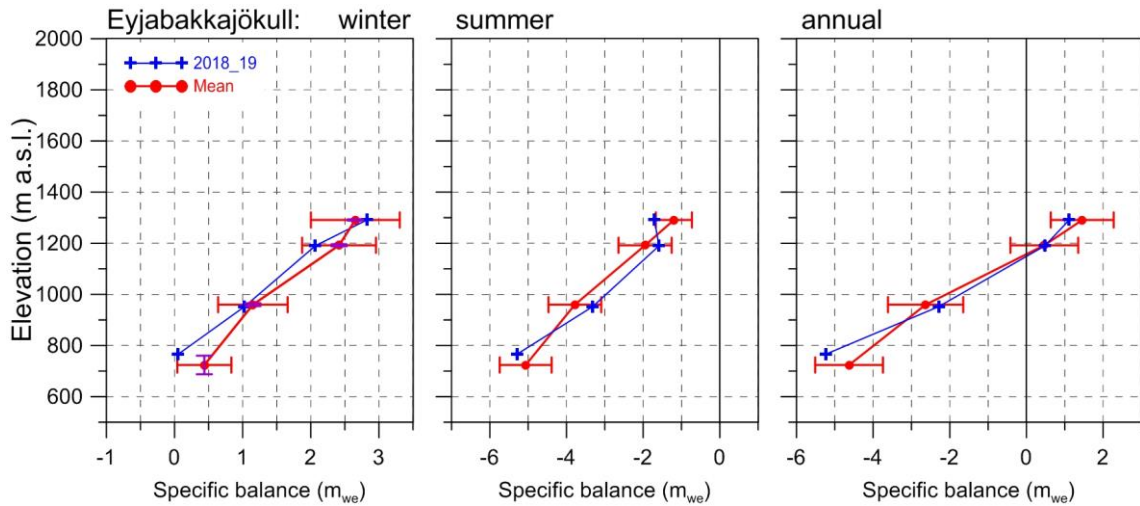 Eyjabakkajökull: winter
summer
annual
2000
1800
1600
1400
1200
1000
800
600
Elevation (m a.s.l.)
2018_19
Mean
-1 0 1 2 3
Specific balance (mwe)
-6 -4 -2 0
Specific balance (mwe)
-6 -4 -2 0 2
Specific balance (mwe)